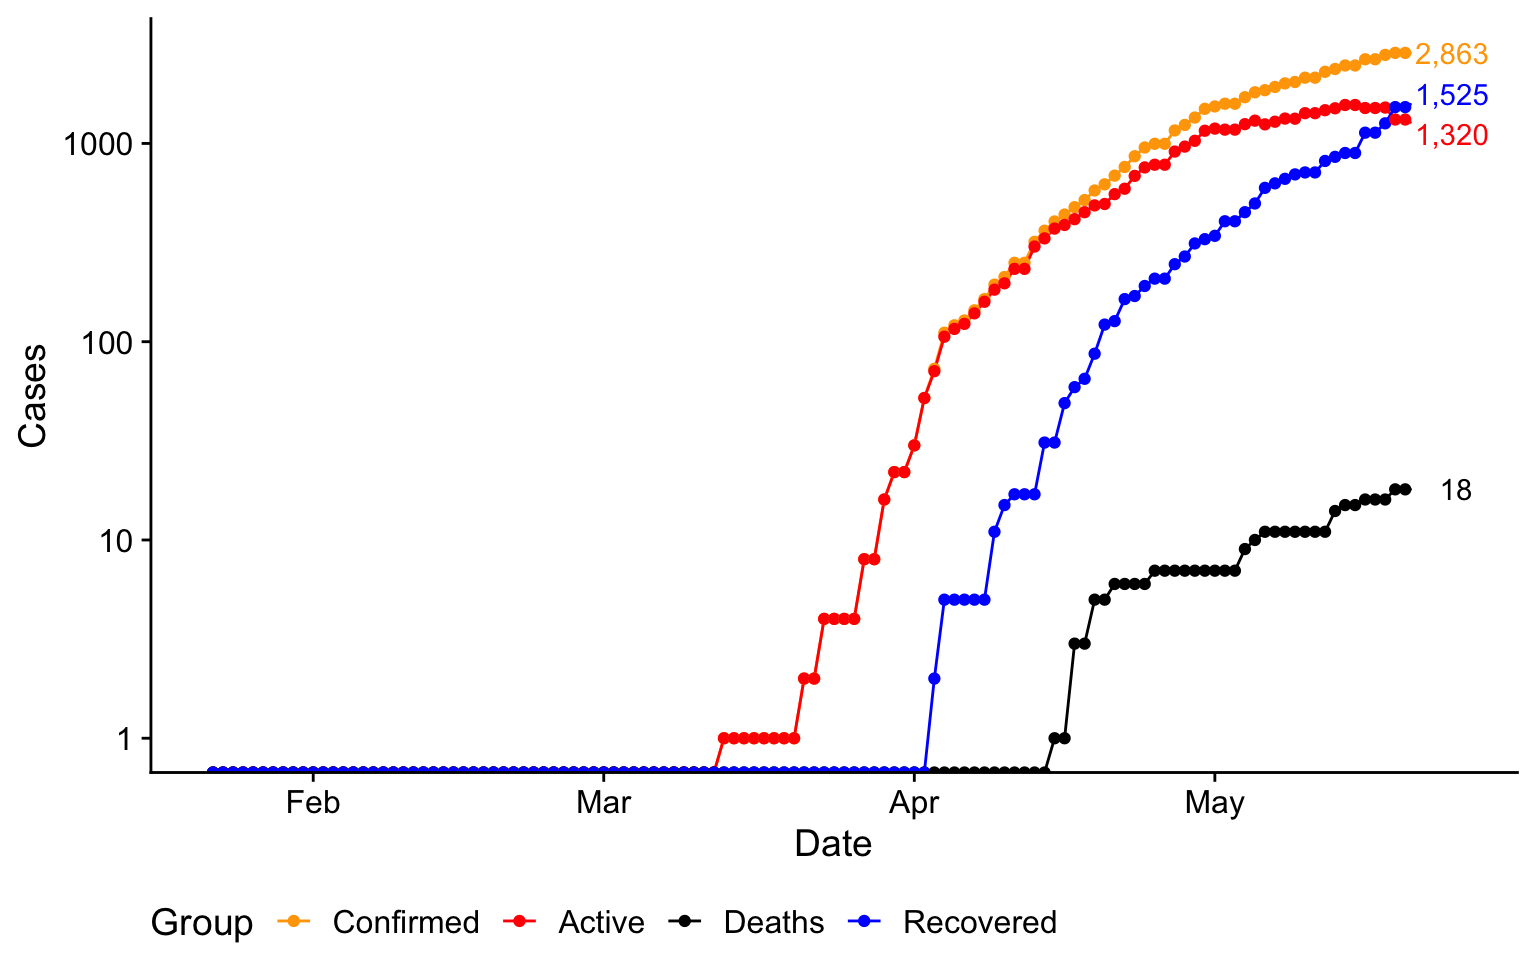 2,863
1,525
1,320
1000
100
18
10
1
Cases
Feb Mar Apr May
Date
Group Confirmed Active Deaths Recovered